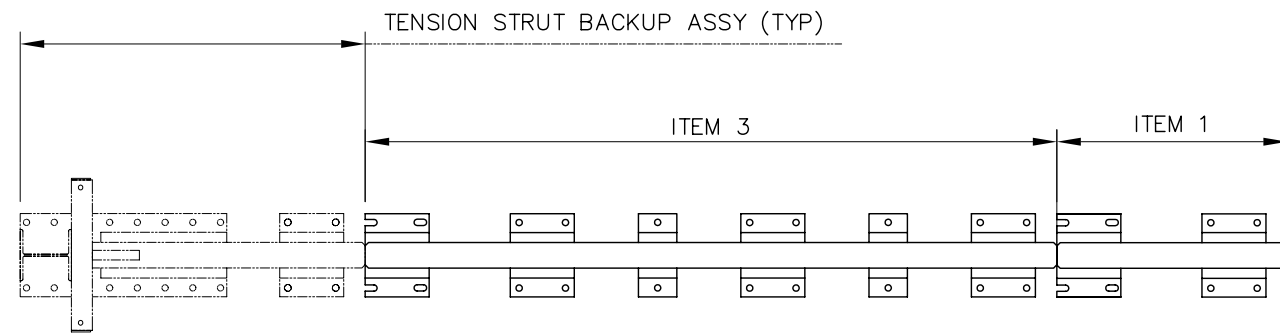 TENSION STRUT BACKUP ASSY (TYP)
ITEM 3
ITEM 1